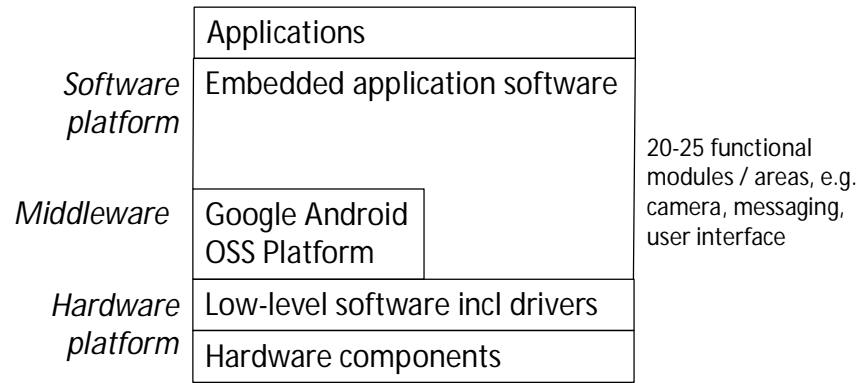 Applications
Software
platform
Embedded application software
20-25 functional
modules / areas, e.g.
camera, messaging,
user interface
Middleware
Google Android
OSS Platform
Hardware
platform
Low-level software incl drivers
Hardware components